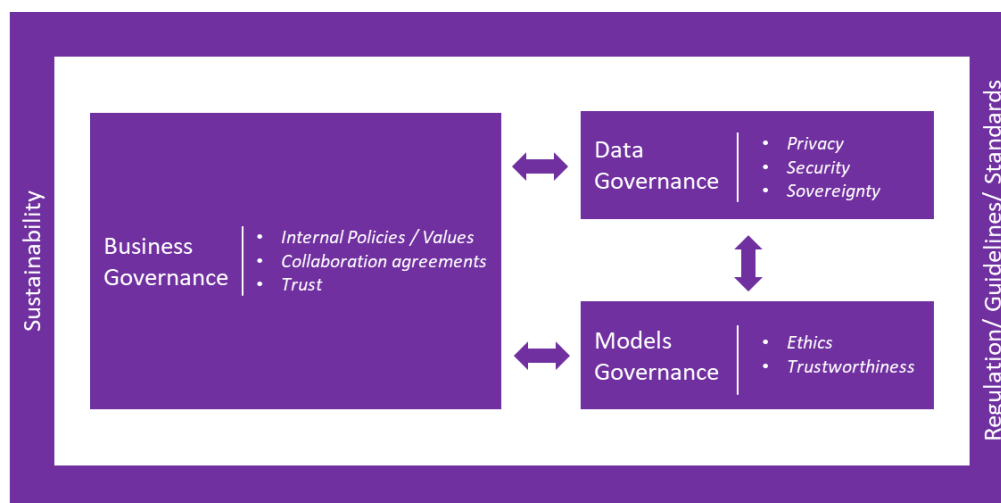 Sustainability
Business
Governance
• Internal Policies / Values
• Collaboration agreements
• Trust
Data
Governance
• Privacy
• Security
• Sovereignty
Models
Governance
• Ethics
• Trustworthiness
Regulation/ Guidelines/ Standards